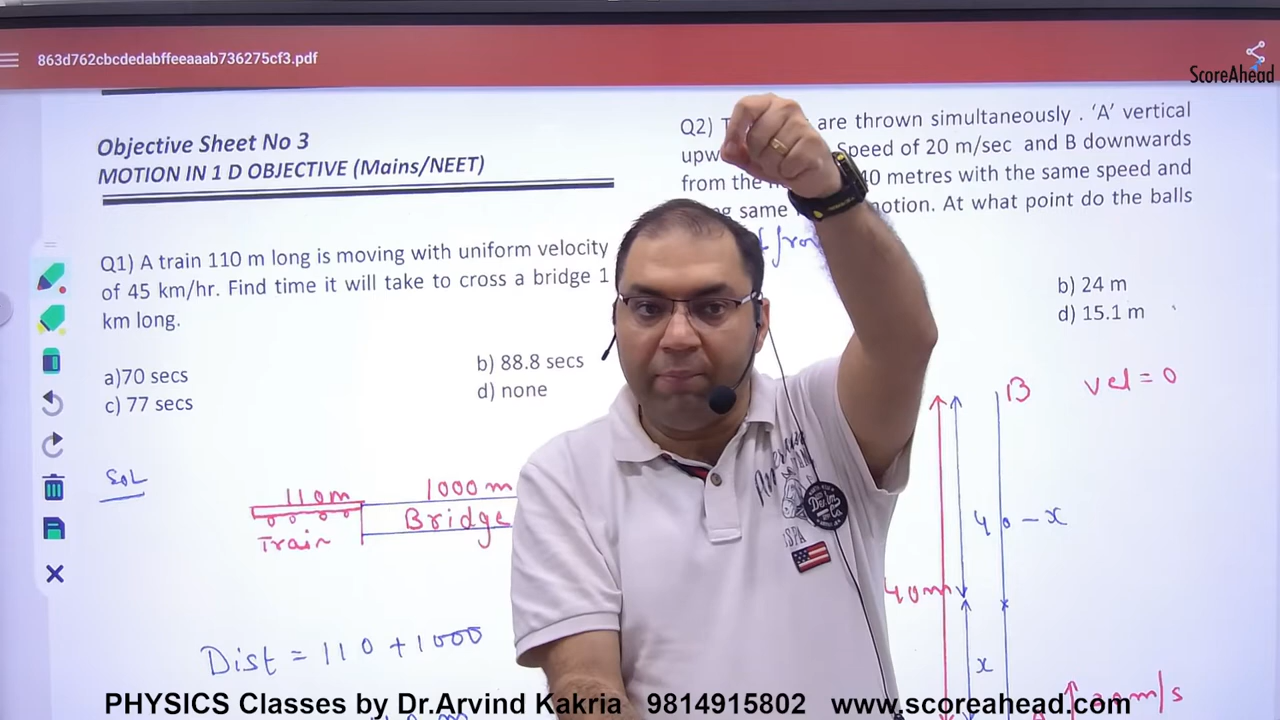 863d762cbcdedabffeeaaab736275cf3.pdf
ScoreAhead
Objective Sheet No 3
MOTION IN 1 D OBJECTIVE (Mains/NEET)
Q1) A train 110 m long is moving with uniform velocity
of 45 km/hr. Find time it will take to cross a bridge 1
km long.
a)70 secs
b) 88.8 secs
c) 77 secs
d) none
Sol
110m
1000m
Train
Bridge
Dist = 110 + 1000
Q2) are thrown simultaneously . ‘A’ vertical
Speed of 20 m/sec and B downwards
from the 40 metres with the same speed and
same motion. At what point do the balls
b) 24 m
d) 15.1 m
B
vel = 0
40 - x
40m
x
20m/s
Denim
Co
USPA
PHYSICS Classes by Dr.Arvind Kakria 9814915802 www.scoreahead.com